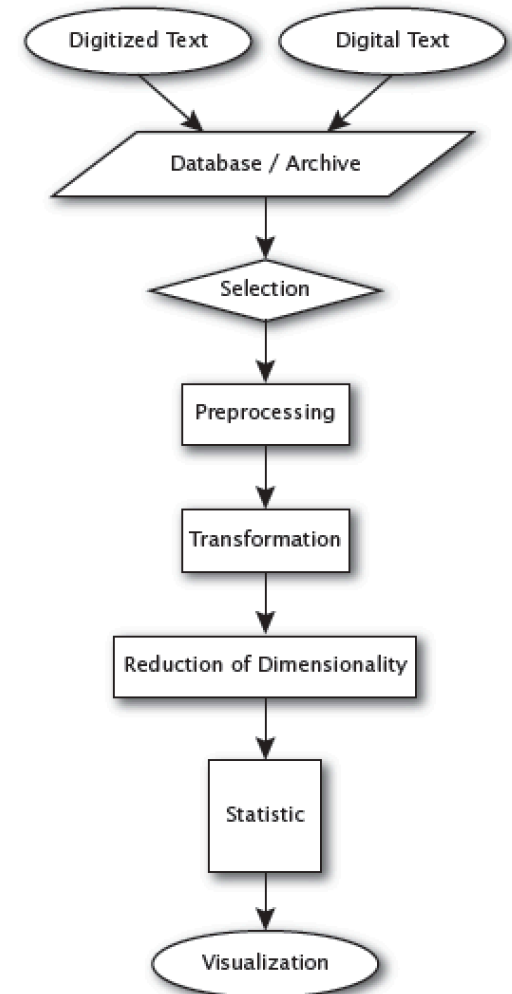 Digitized Text
Digital Text
Database / Archive
Selection
Preprocessing
Transformation
Reduction of Dimensionality
Statistic
Visualization